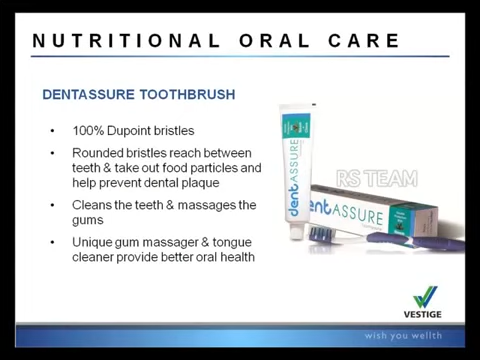 NUTRITIONAL ORAL CARE
DENTASSURE TOOTHBRUSH
• 100% Dupoint bristles
• Rounded bristles reach between
teeth & take out food particles and
help prevent dental plaque
• Cleans the teeth & massages the
gums
• Unique gum massager & tongue
cleaner provide better oral health
dentASSURE
RS TEAM
dentASSURE
VESTIGE
wish you wellth